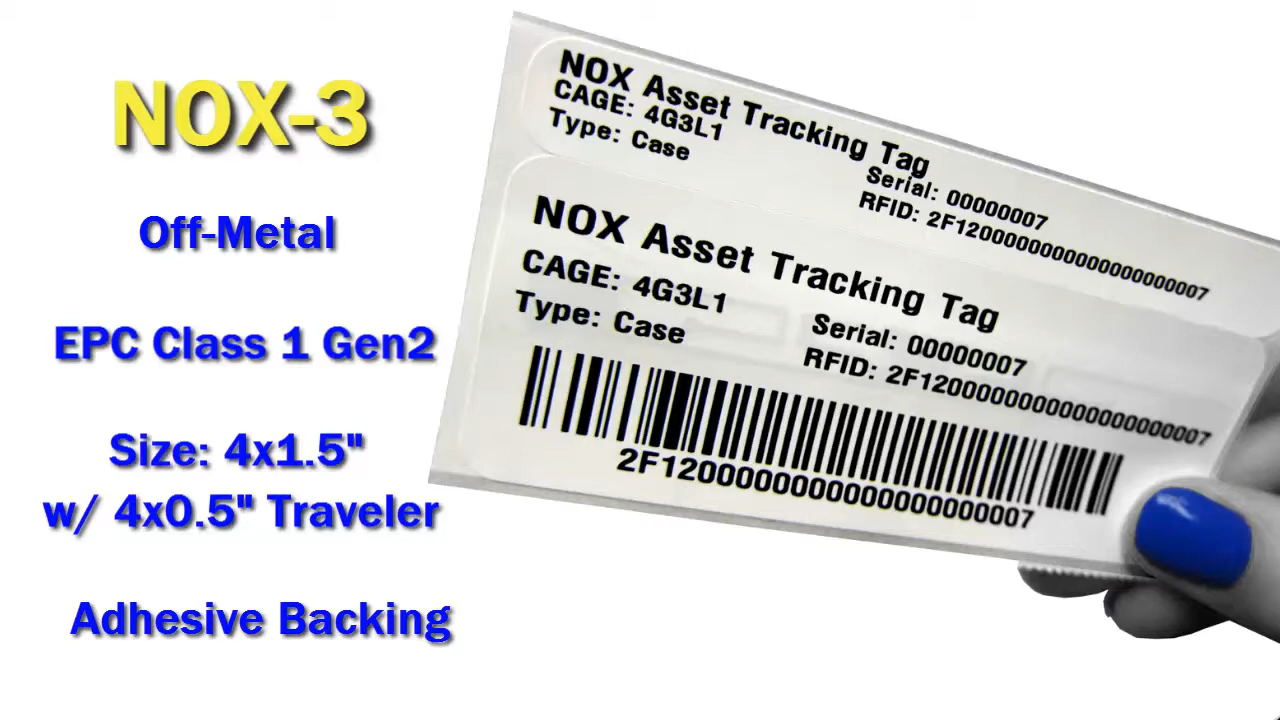 NOX-3
Off-Metal
EPC Class 1 Gen2
Size: 4x1.5"
w/ 4x0.5" Traveler
Adhesive Backing
NOX Asset Tracking Tag
CAGE: 4G3L1
Type: Case
Serial: 00000007
RFID: 2F1200000000000000000007
NOX Asset Tracking Tag
CAGE: 4G3L1
Type: Case
Serial: 00000007
RFID: 2F1200000000000000000007
2F1200000000000000000007